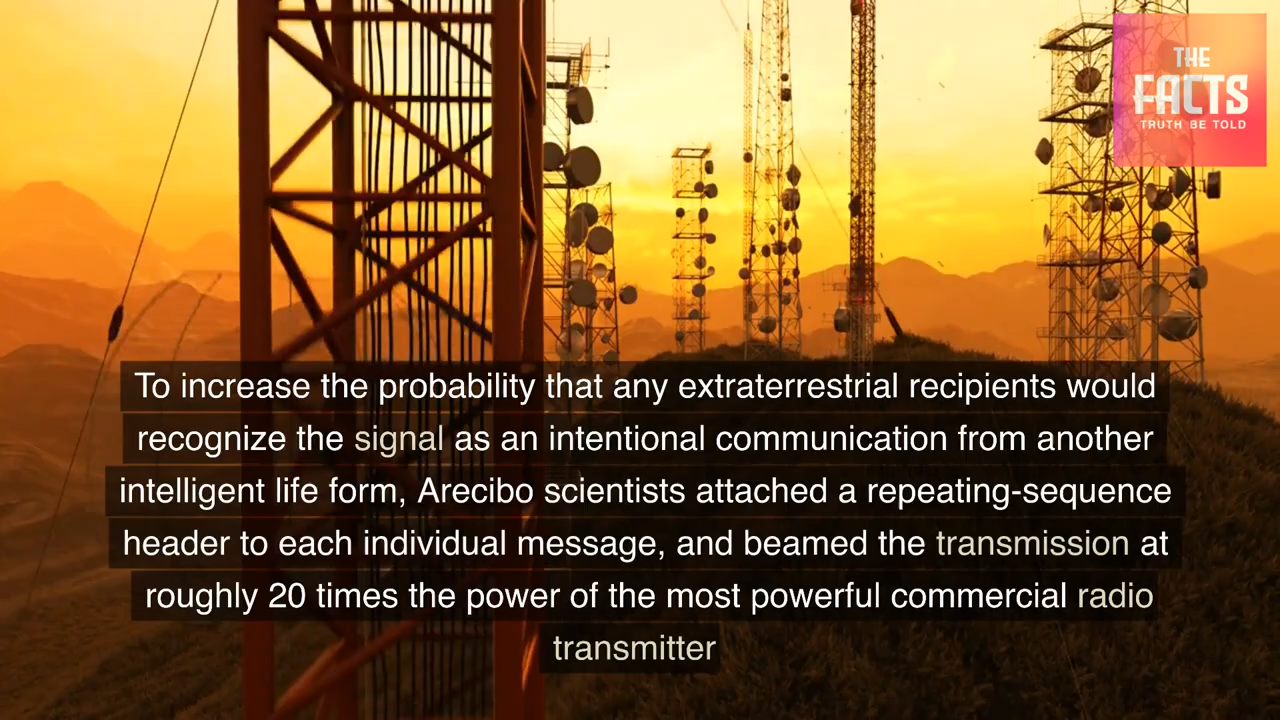 THE
FACTS
TRUTH BE TOLD
To increase the probability that any extraterrestrial recipients would
recognize the signal as an intentional communication from another
intelligent life form, Arecibo scientists attached a repeating-sequence
header to each individual message, and beamed the transmission at
roughly 20 times the power of the most powerful commercial radio
transmitter